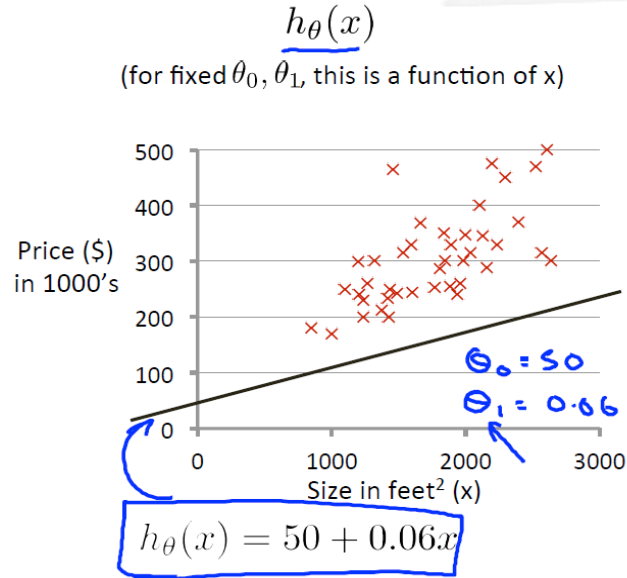 hθ(x)
(for fixed θ0, θ1, this is a function of x)
500
400
Price ($)
in 1000's
300
200
100
0
θ0 = 50
θ1 = 0.06
0 1000 2000 3000
Size in feet² (x)
hθ(x) = 50 + 0.06x